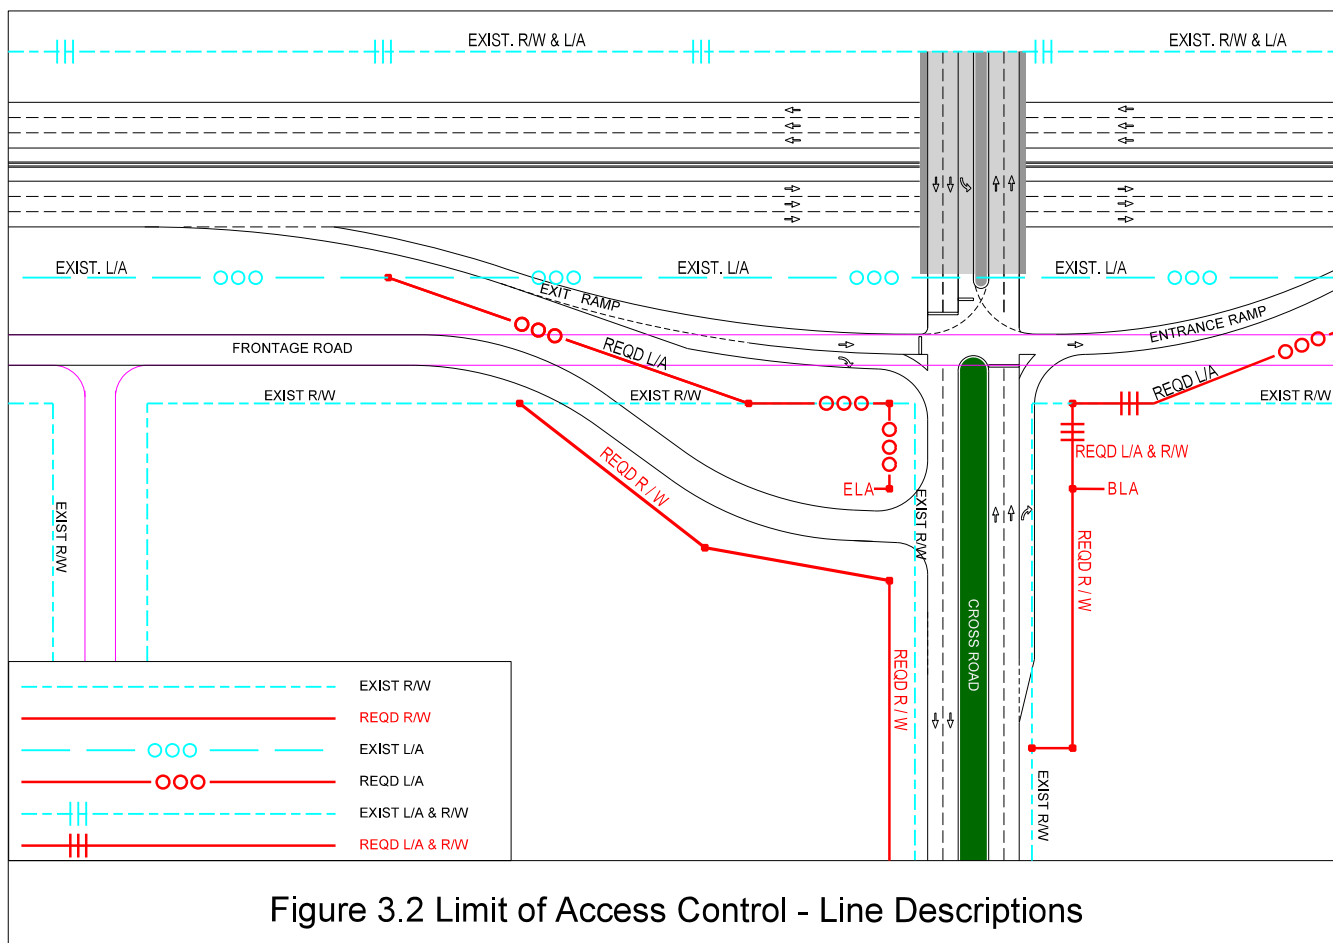 EXIST. R/W & L/A
EXIST. R/W & L/A
EXIST. L/A
EXIST. L/A
EXIST. L/A
EXIT RAMP
ENTRANCE RAMP
FRONTAGE ROAD
REQD L/A
REQD L/A
EXIST R/W
EXIST R/W
EXIST R/W
REQD R / W
REQD L/A & R/W
ELA
BLA
EXIST R/W
EXIST R/W
REQD R / W
CROSS ROAD
REQD R / W
EXIST R/W
EXIST R/W
REQD R/W
EXIST L/A
REQD L/A
EXIST L/A & R/W
REQD L/A & R/W
Figure 3.2 Limit of Access Control - Line Descriptions